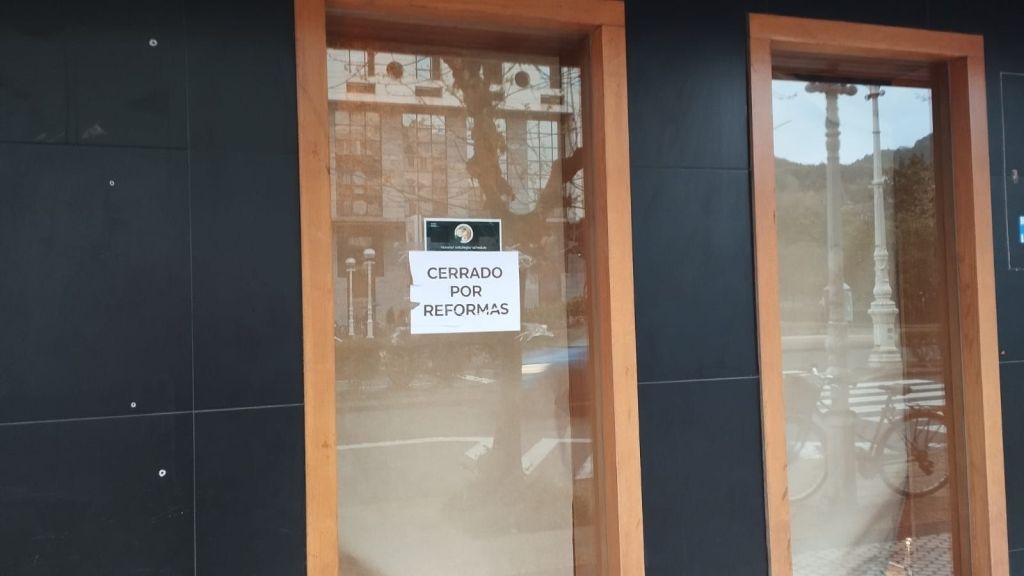 CERRADO
POR
REFORMAS